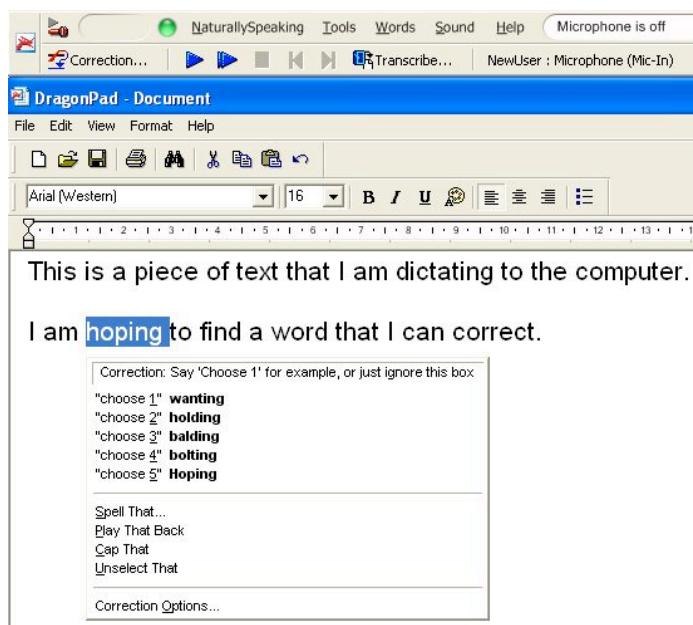 NaturallySpeaking Tools Words Sound Help Microphone is off
Correction... Transcribe... NewUser : Microphone (Mic-In)
DragonPad - Document
File Edit View Format Help
Arial (Western) 16 B I U
1 2 3 4 5 6 7 8 9 10 11 12 13 1
This is a piece of text that I am dictating to the computer.
I am hoping to find a word that I can correct.
Correction: Say 'Choose 1' for example, or just ignore this box
"choose 1" wanting
"choose 2" holding
"choose 3" balding
"choose 4" bolting
"choose 5" Hoping
Spell That...
Play That Back
Cap That
Unselect That
Correction Options...